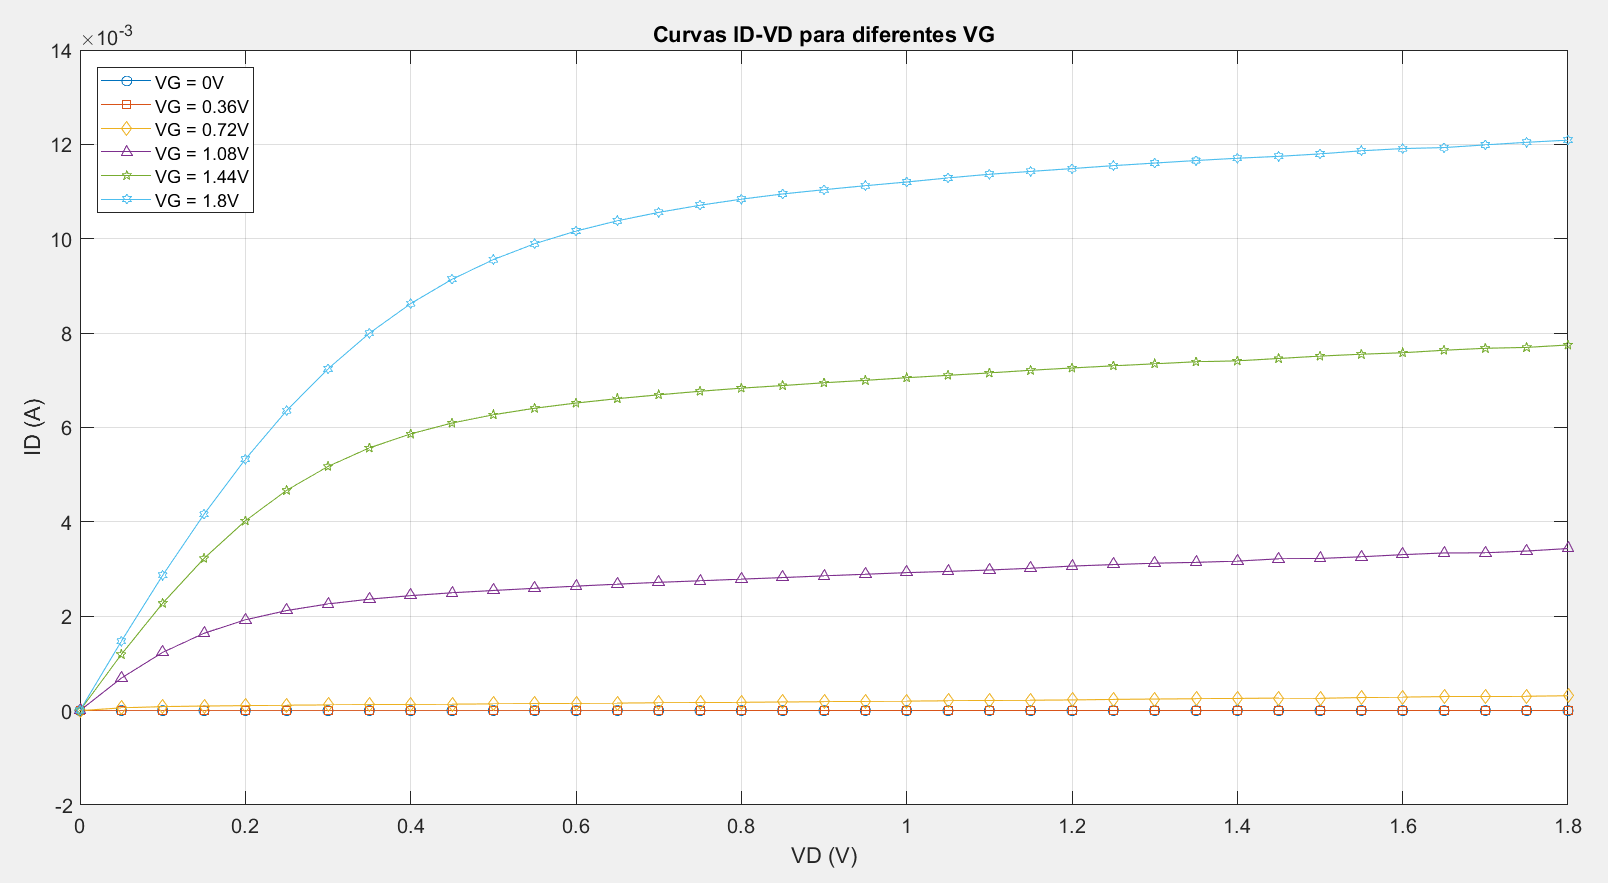 Curvas ID-VD para diferentes VG
×10⁻³
14
12
10
8
6
4
2
0
-2
ID (A)
VG = 0V
VG = 0.36V
VG = 0.72V
VG = 1.08V
VG = 1.44V
VG = 1.8V
0 0.2 0.4 0.6 0.8 1 1.2 1.4 1.6 1.8
VD (V)